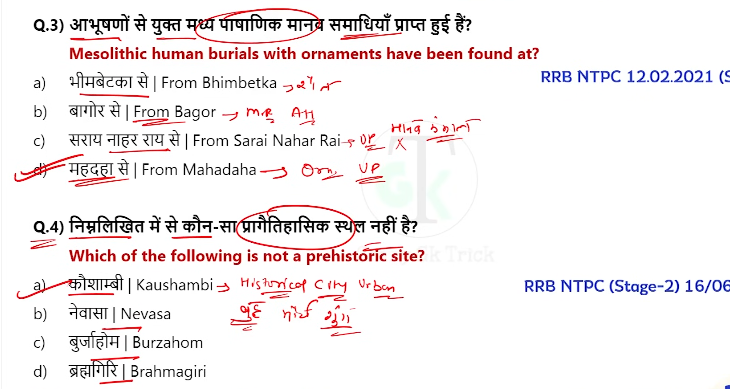 Q.3) आभूषणों से युक्त मध्य पाषाणिक मानव समाधियाँ प्राप्त हुई हैं?
Mesolithic human burials with ornaments have been found at?
a) भीमबेटका से | From Bhimbetka
RRB NTPC 12.02.2021 (S
b) बागोर से | From Bagor → M.P. AH
c) सराय नाहर राय से | From Sarai Nahar Rai → UP मानव कंकाल
d) महदहा से | From Mahadaha → Orn. UP
Q.4) निम्नलिखित में से कौन-सा प्रागैतिहासिक स्थल नहीं है?
Which of the following is not a prehistoric site?
a) कौशाम्बी | Kaushambi → Historical City Urban
RRB NTPC (Stage-2) 16/06
b) नेवासा | Nevasa मौर्य शुंग
c) बुर्जाहोम | Burzahom
d) ब्रह्मगिरि | Brahmagiri